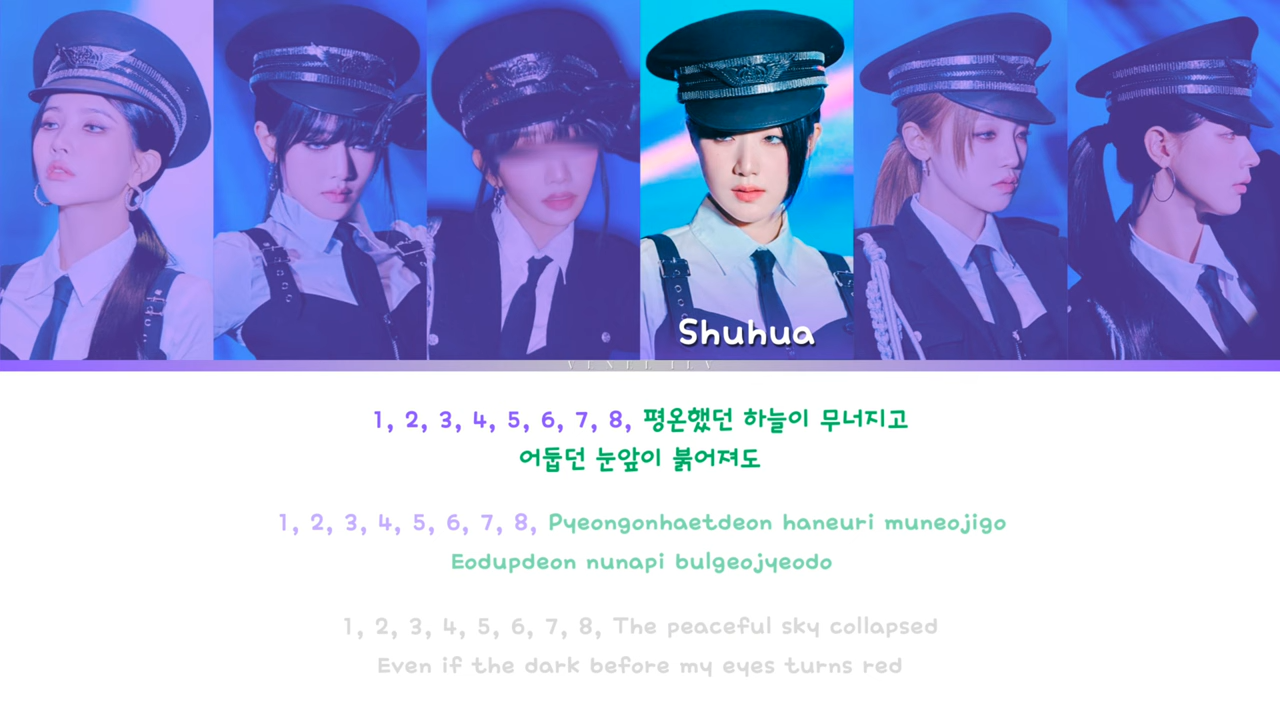 Shuhua
1, 2, 3, 4, 5, 6, 7, 8, 평온했던 하늘이 무너지고
어둡던 눈앞이 붉어져도
1, 2, 3, 4, 5, 6, 7, 8, Pyeongonhaetdeon haneuri muneojigo
Eodupdeon nunapi bulgeojyeodo
1, 2, 3, 4, 5, 6, 7, 8, The peaceful sky collapsed
Even if the dark before my eyes turns red